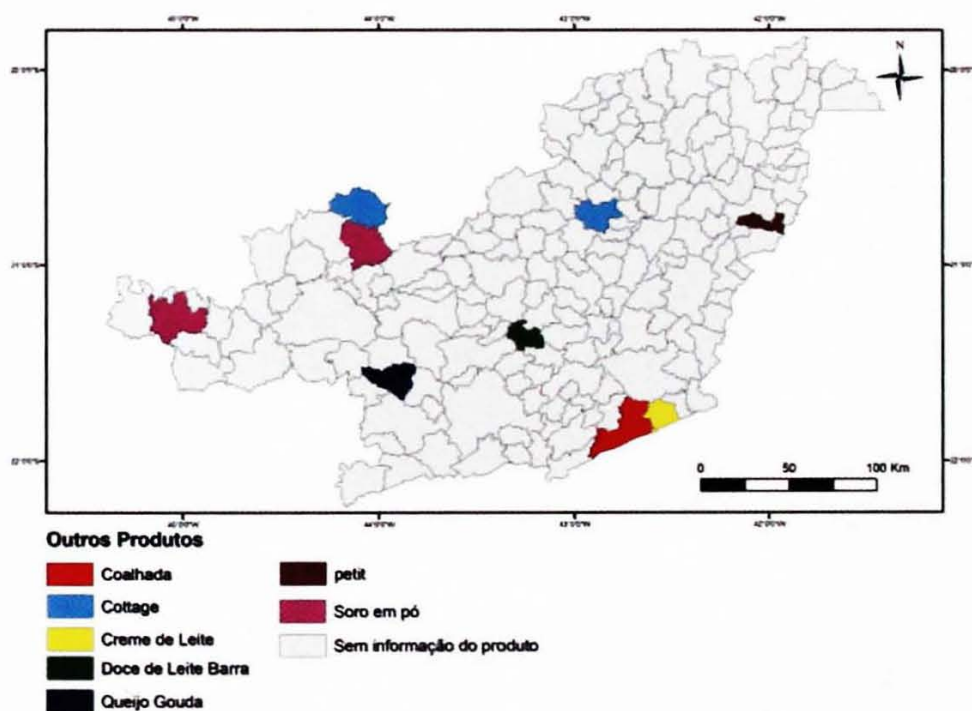 N
0 50 100 Km
Outros Produtos
Coalhada
Cottage
Creme de Leite
Doce de Leite Barra
Queijo Gouda
petit
Soro em pó
Sem informação do produto